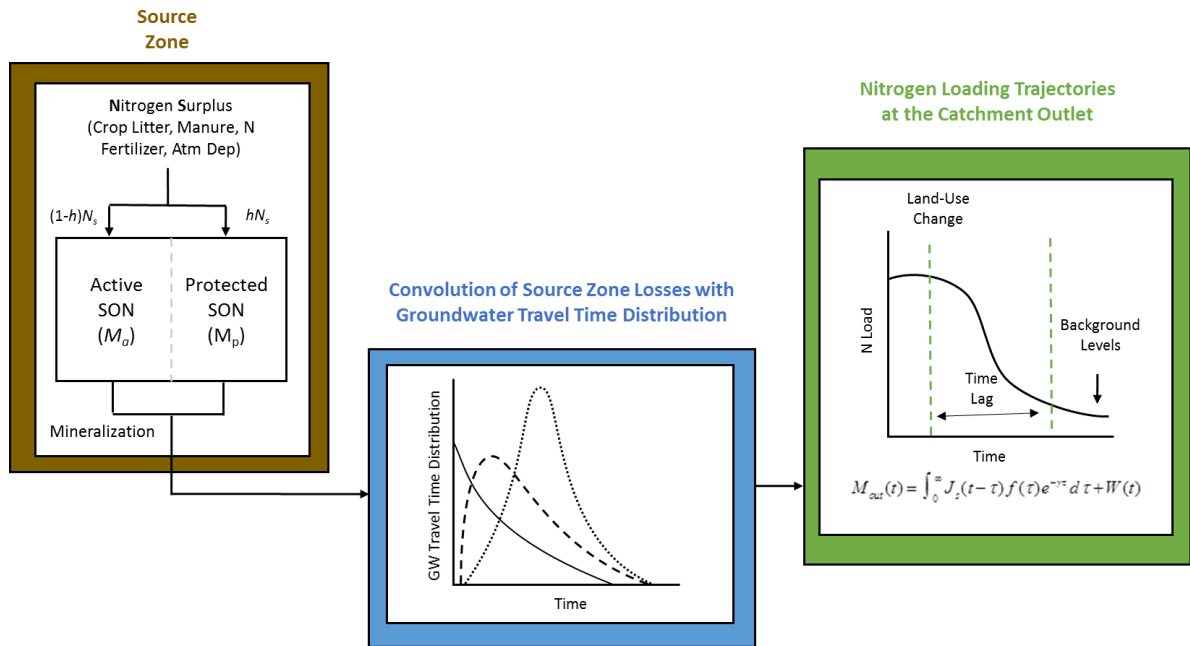 Source
Zone
Nitrogen Surplus
(Crop Litter, Manure, N
Fertilizer, Atm Dep)
(1-h)Nₛ
hNₛ
Active
SON
(Mₐ)
Protected
SON
(Mₚ)
Mineralization
Convolution of Source Zone Losses with
Groundwater Travel Time Distribution
GW Travel Time Distribution
Time
Nitrogen Loading Trajectories
at the Catchment Outlet
Land-Use
Change
N Load
Background
Levels
Time
Lag
Time
M_out(t) = ∫₀^∞ Jₛ(t−τ) f(τ)e^(−γτ) dτ+W(t)